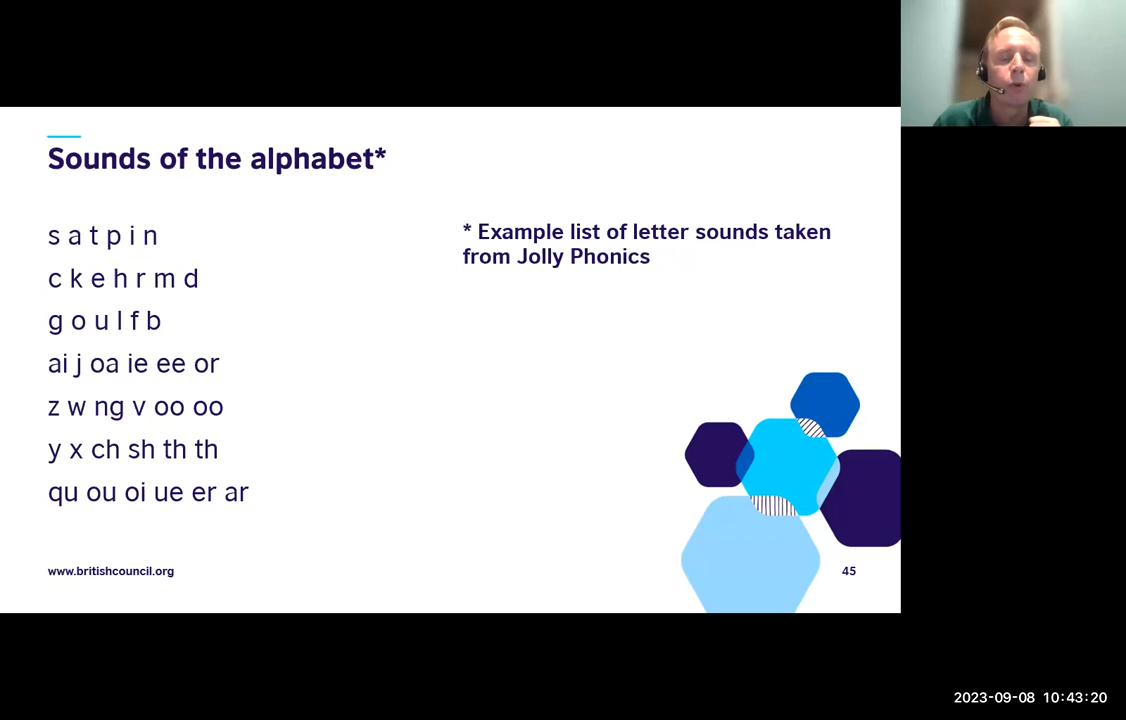 Sounds of the alphabet*
s a t p i n
c k e h r m d
g o u l f b
ai j oa ie ee or
z w ng v oo oo
y x ch sh th th
qu ou oi ue er ar
* Example list of letter sounds taken
from Jolly Phonics
www.britishcouncil.org
45
2023-09-08 10:43:20